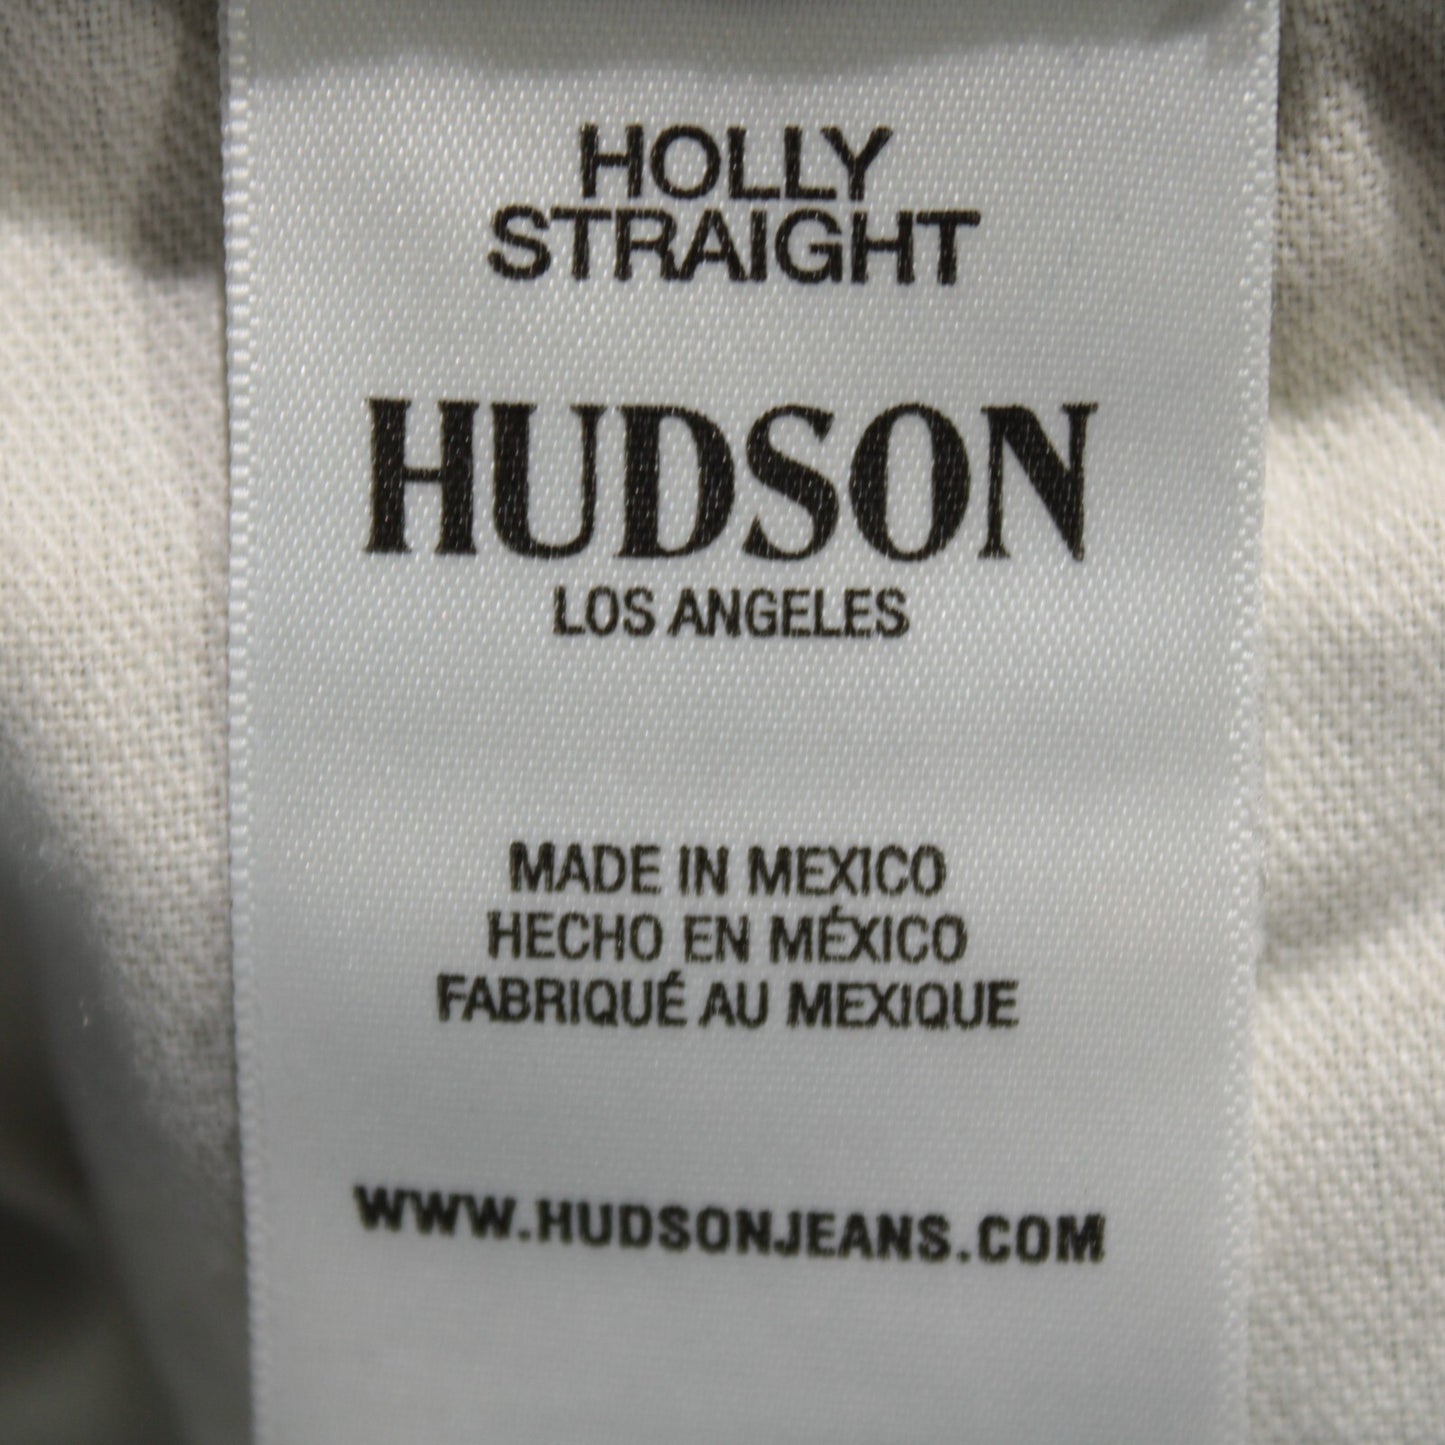 HOLLY
STRAIGHT
HUDSON
LOS ANGELES
MADE IN MEXICO
HECHO EN MÉXICO
FABRIQUÉ AU MEXIQUE
WWW.HUDSONJEANS.COM